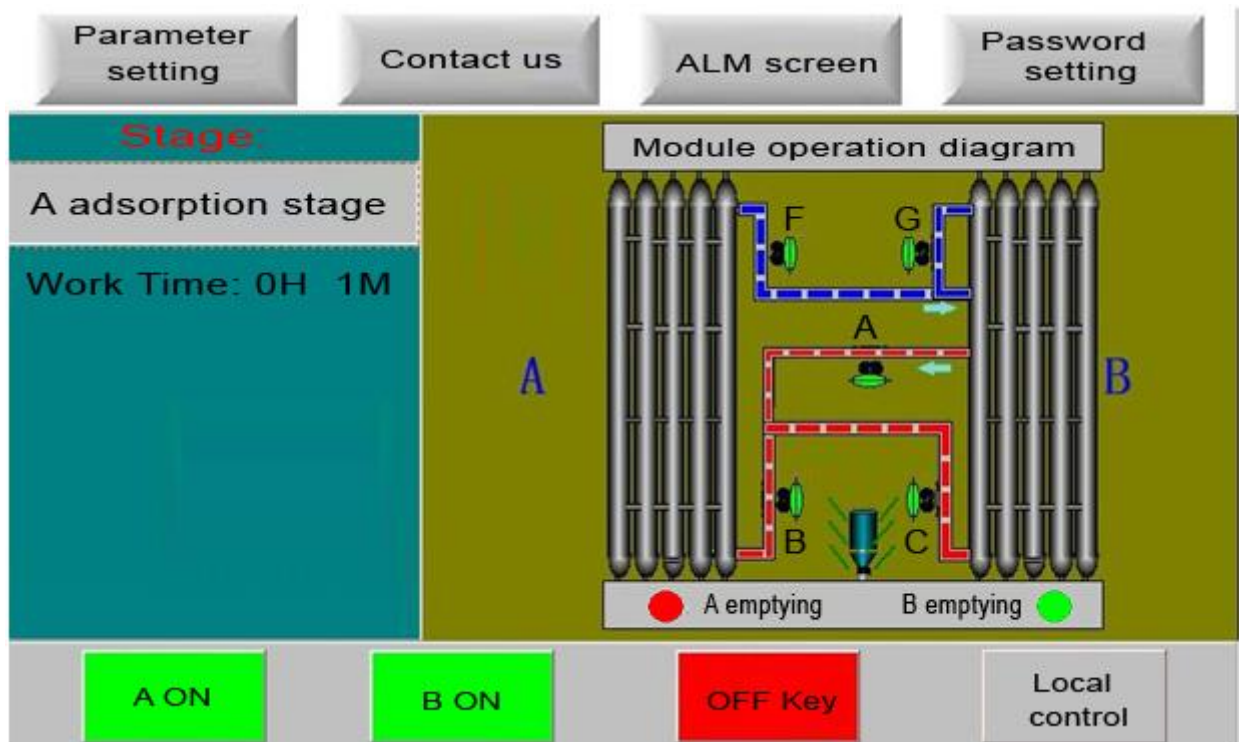 Parameter
setting
Contact us
ALM screen
Password
setting
Stage:
A adsorption stage
Work Time: 0H 1M
Module operation diagram
F
G
A
A
B
B
C
A emptying
B emptying
A ON
B ON
OFF Key
Local
control